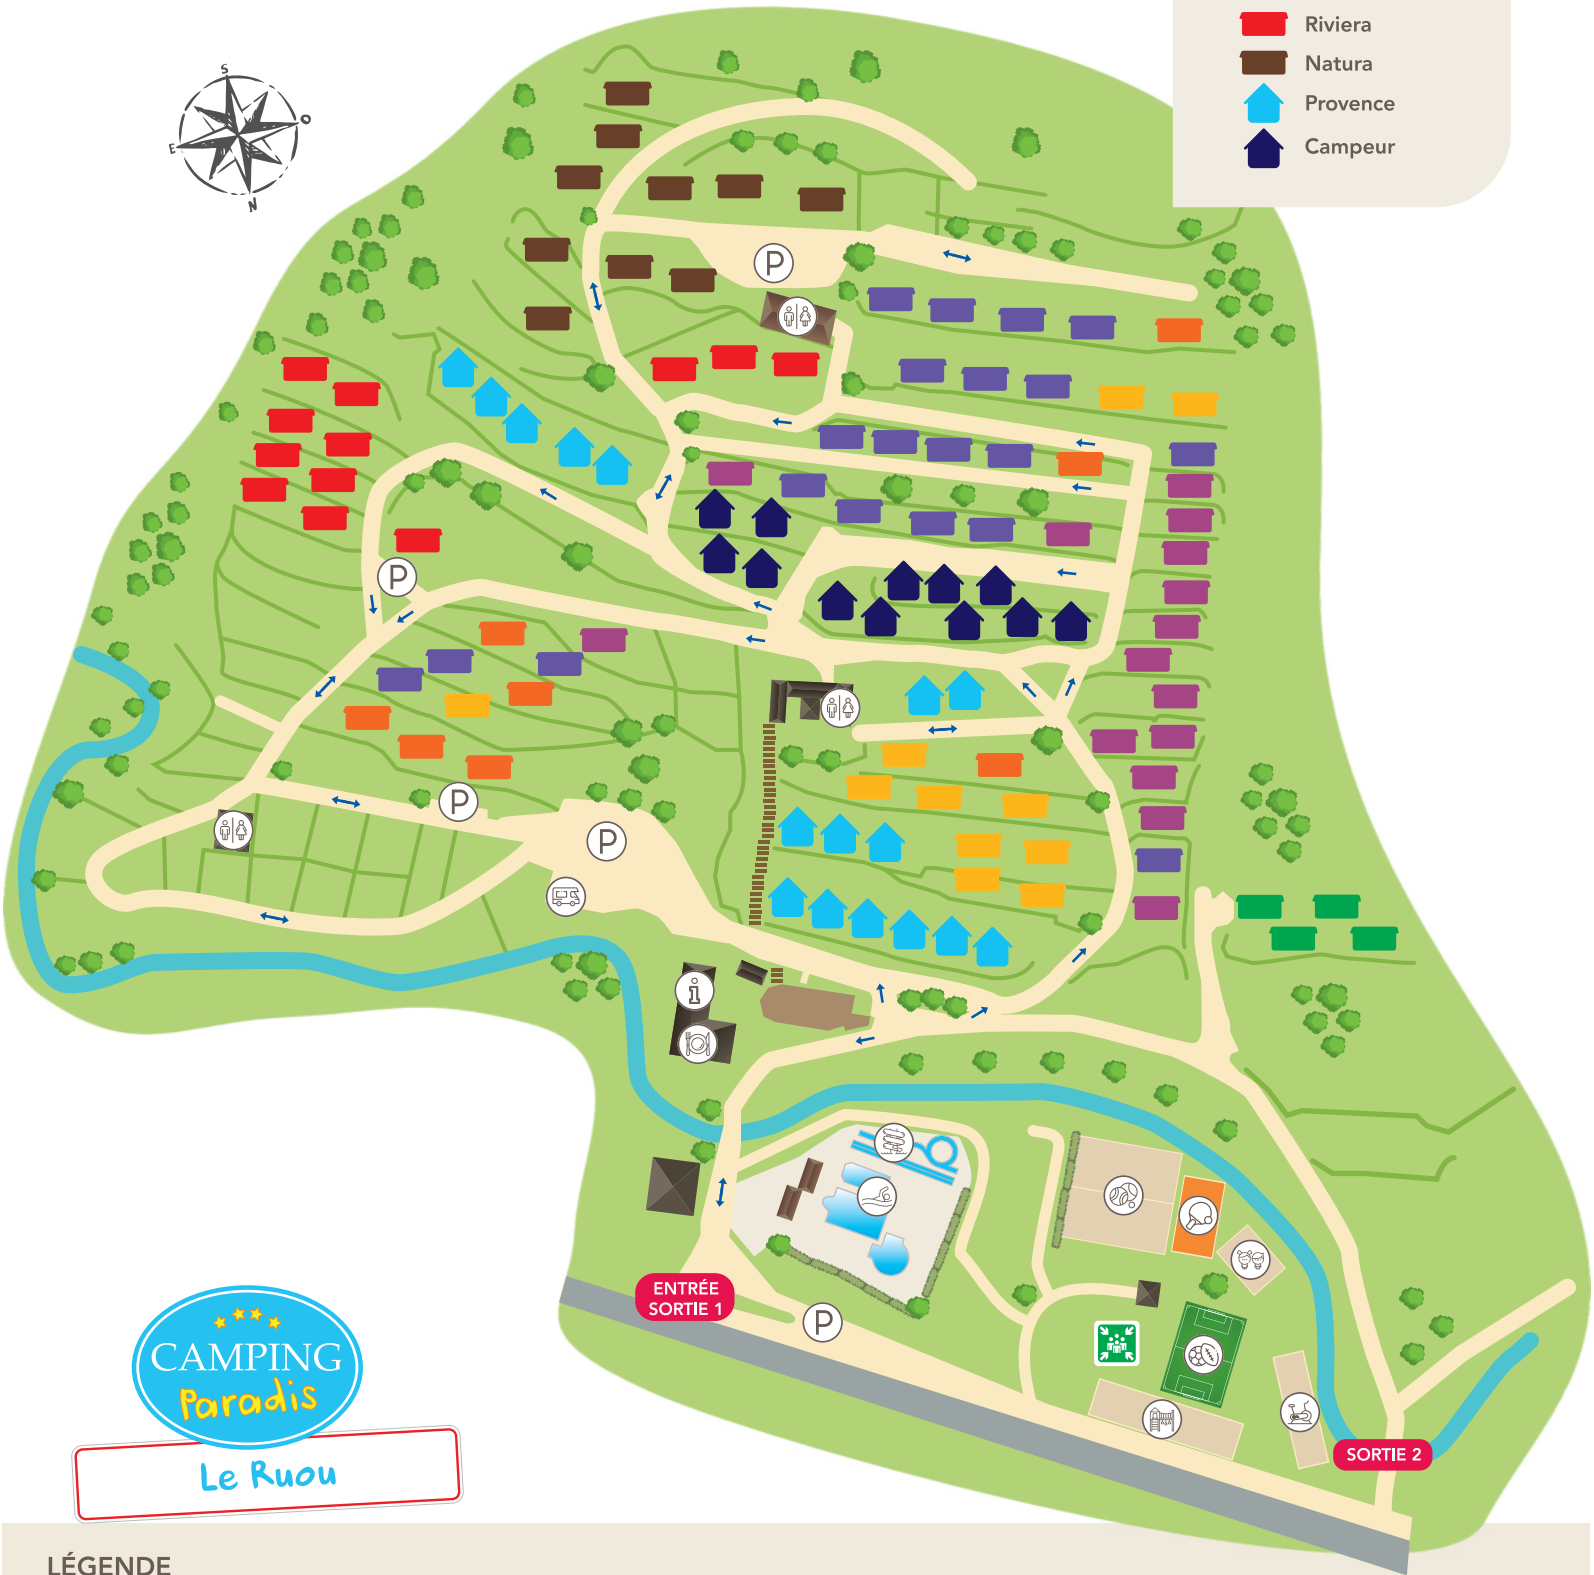 Riviera
Natura
Provence
Campeur
S
O
E
N
P
P
P
P
i
ENTRÉE
SORTIE 1
P
SORTIE 2
CAMPING
Paradis
Le Ruou
LÉGENDE